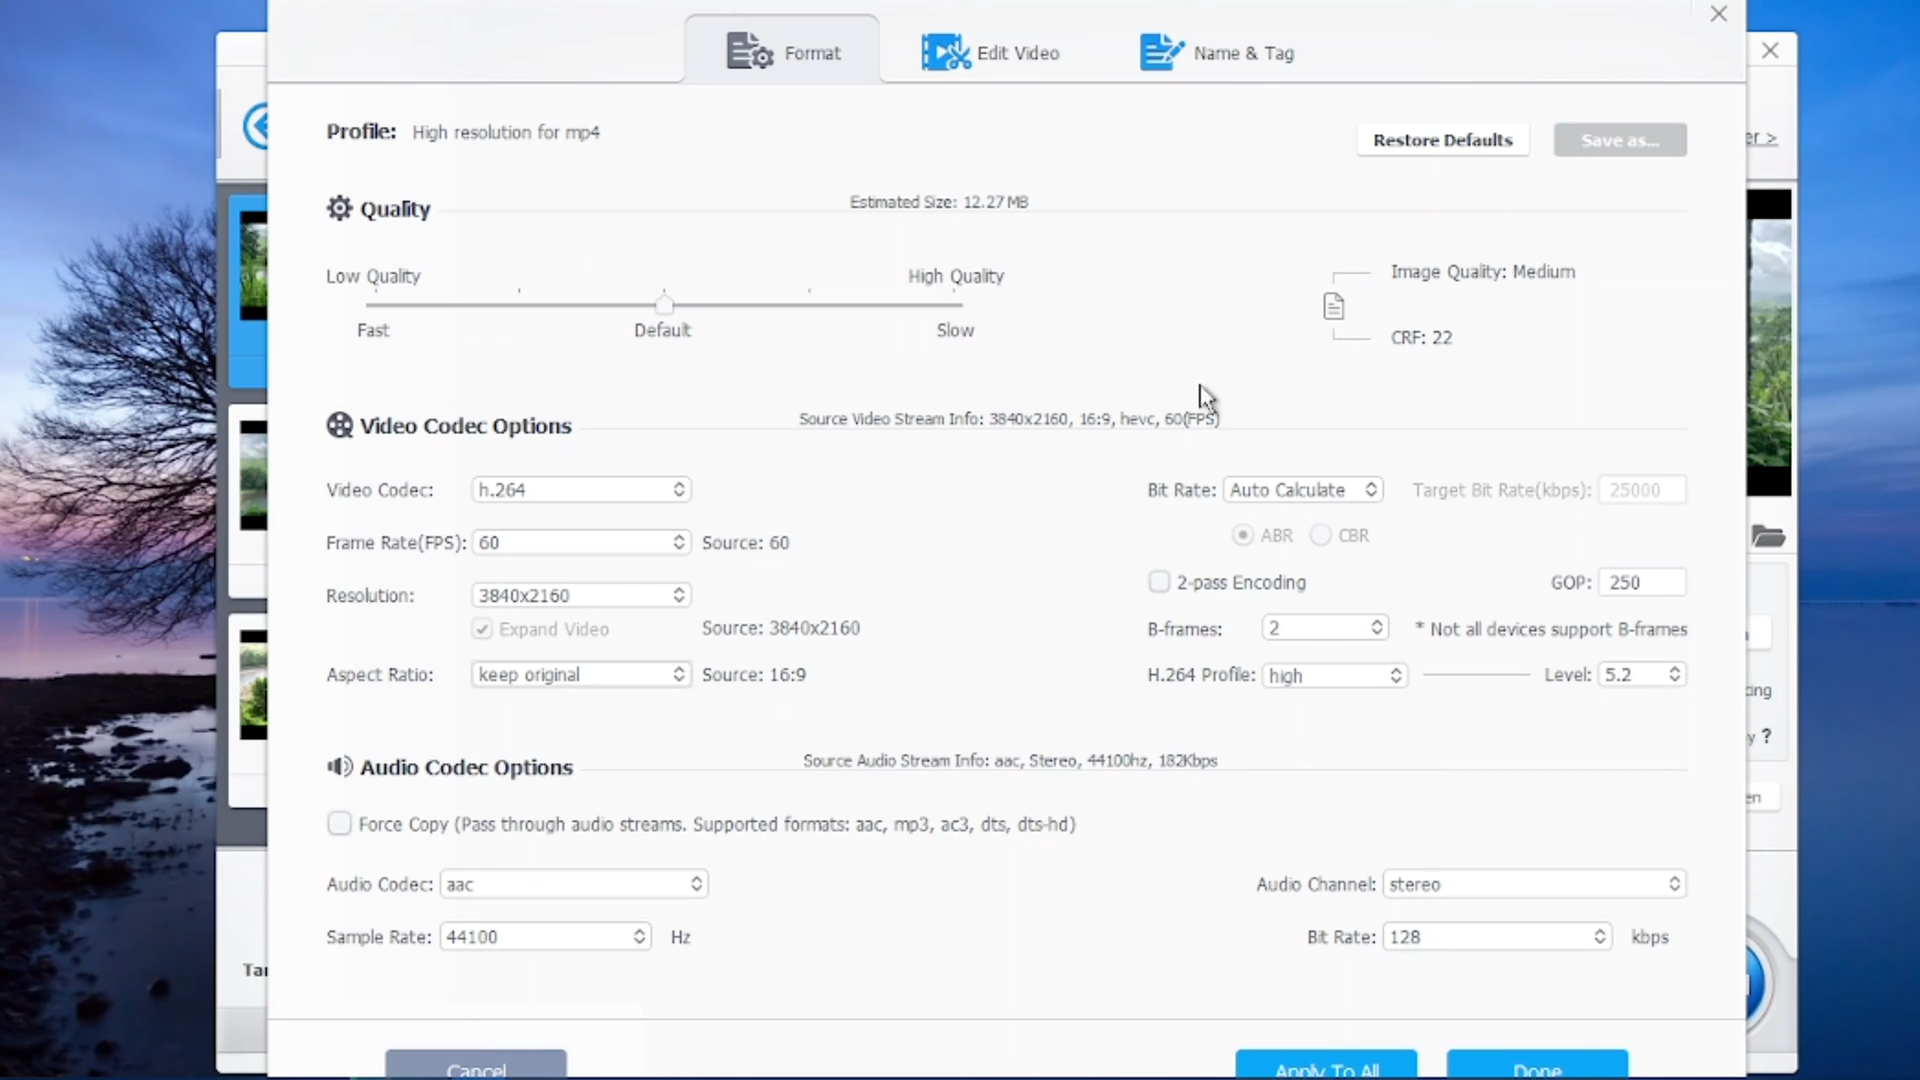 Format
Edit Video
Name & Tag
Profile: High resolution for mp4
Restore Defaults
Save as...
er >
Quality
Estimated Size: 12.27 MB
Low Quality
High Quality
Fast
Default
Slow
Image Quality: Medium
CRF: 22
Video Codec Options
Source Video Stream Info: 3840x2160, 16:9, hevc, 60(FPS)
Video Codec: h.264
Bit Rate: Auto Calculate
Target Bit Rate(kbps): 25000
ABR
CBR
Frame Rate(FPS): 60 Source: 60
2-pass Encoding
GOP: 250
Resolution: 3840x2160
Expand Video
Source: 3840x2160
B-frames: 2
* Not all devices support B-frames
Aspect Ratio: keep original Source: 16:9
H.264 Profile: high
Level: 5.2
ing
y ?
en
Audio Codec Options
Source Audio Stream Info: aac, Stereo, 44100hz, 182Kbps
Force Copy (Pass through audio streams. Supported formats: aac, mp3, ac3, dts, dts-hd)
Audio Codec: aac
Audio Channel: stereo
Sample Rate: 44100 Hz
Bit Rate: 128 kbps
Tar
Cancel
Apply To All
Done